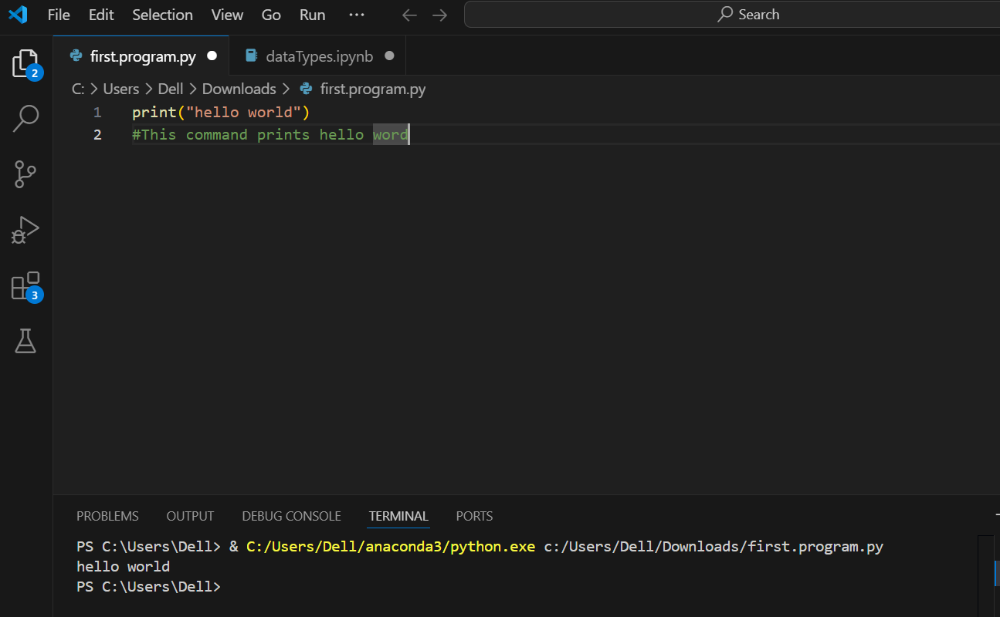 File Edit Selection View Go Run ... Search
first.program.py dataTypes.ipynb
2
C: > Users > Dell > Downloads > first.program.py
1 print("hello world")
2 #This command prints hello word
3
PROBLEMS OUTPUT DEBUG CONSOLE TERMINAL PORTS
PS C:\Users\Dell> & C:/Users/Dell/anaconda3/python.exe c:/Users/Dell/Downloads/first.program.py
hello world
PS C:\Users\Dell>